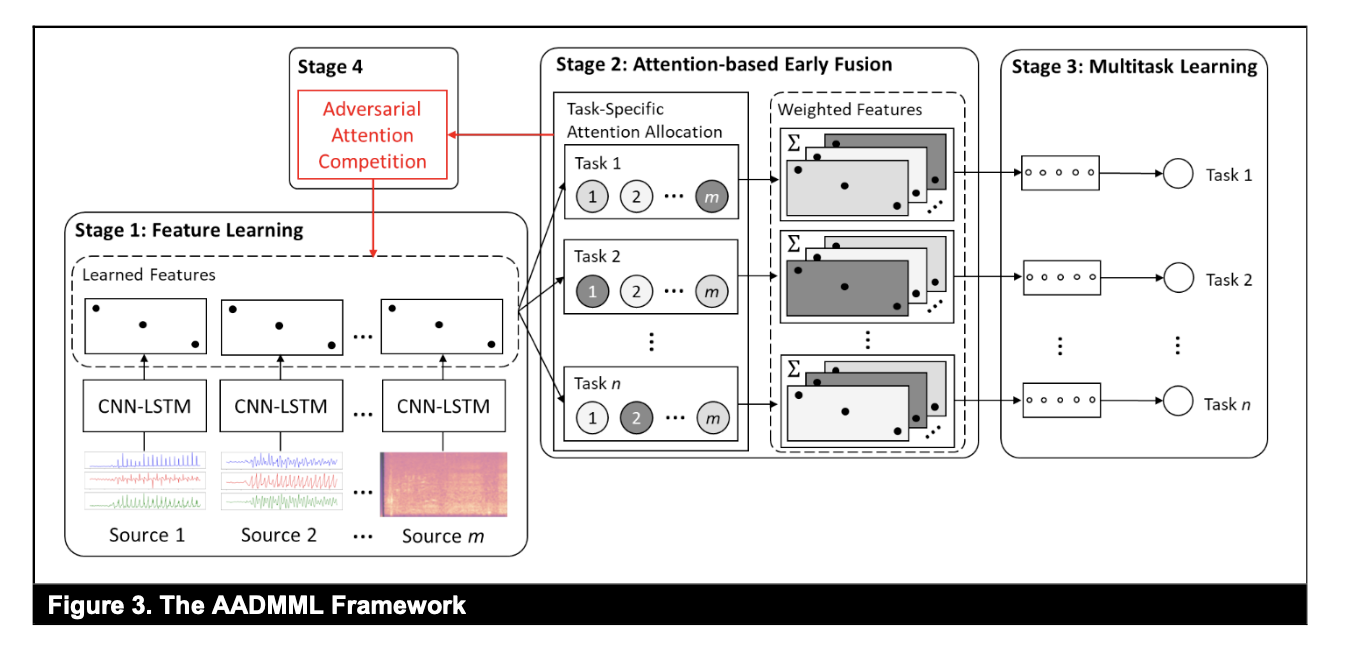 Stage 4
Adversarial
Attention
Competition
Stage 1: Feature Learning
Learned Features
...
CNN-LSTM CNN-LSTM ... CNN-LSTM
...
Source 1 Source 2 ... Source m
Stage 2: Attention-based Early Fusion
Task-Specific
Attention Allocation
Task 1
1 2 ... m
Task 2
1 2 ... m
⋮
Task n
1 2 ... m
Weighted Features
Σ
...
Σ
...
⋮
Σ
...
Stage 3: Multitask Learning
Task 1
Task 2
⋮ ⋮
Task n
Figure 3. The AADMML Framework